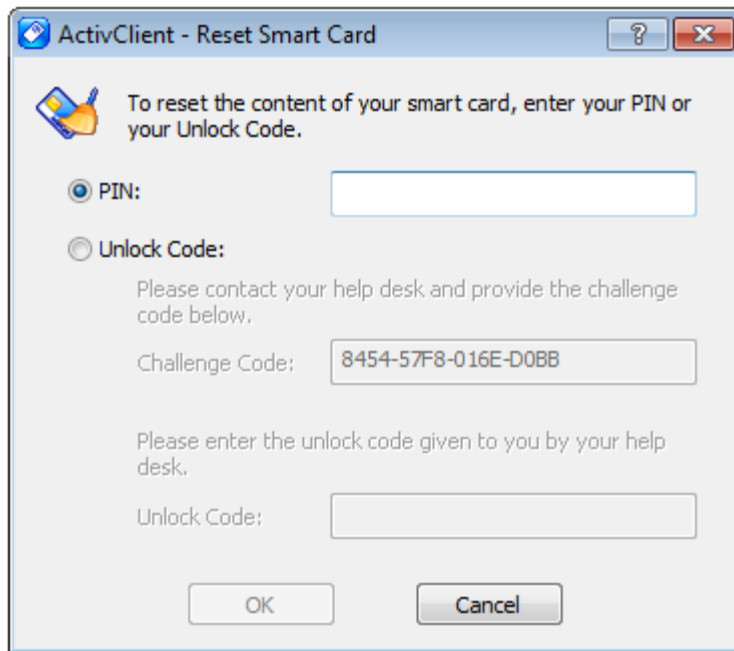 ActivClient - Reset Smart Card
To reset the content of your smart card, enter your PIN or
your Unlock Code.
PIN:
Unlock Code:
Please contact your help desk and provide the challenge
code below.
Challenge Code: 8454-57F8-016E-D0BB
Please enter the unlock code given to you by your help
desk.
Unlock Code:
OK Cancel